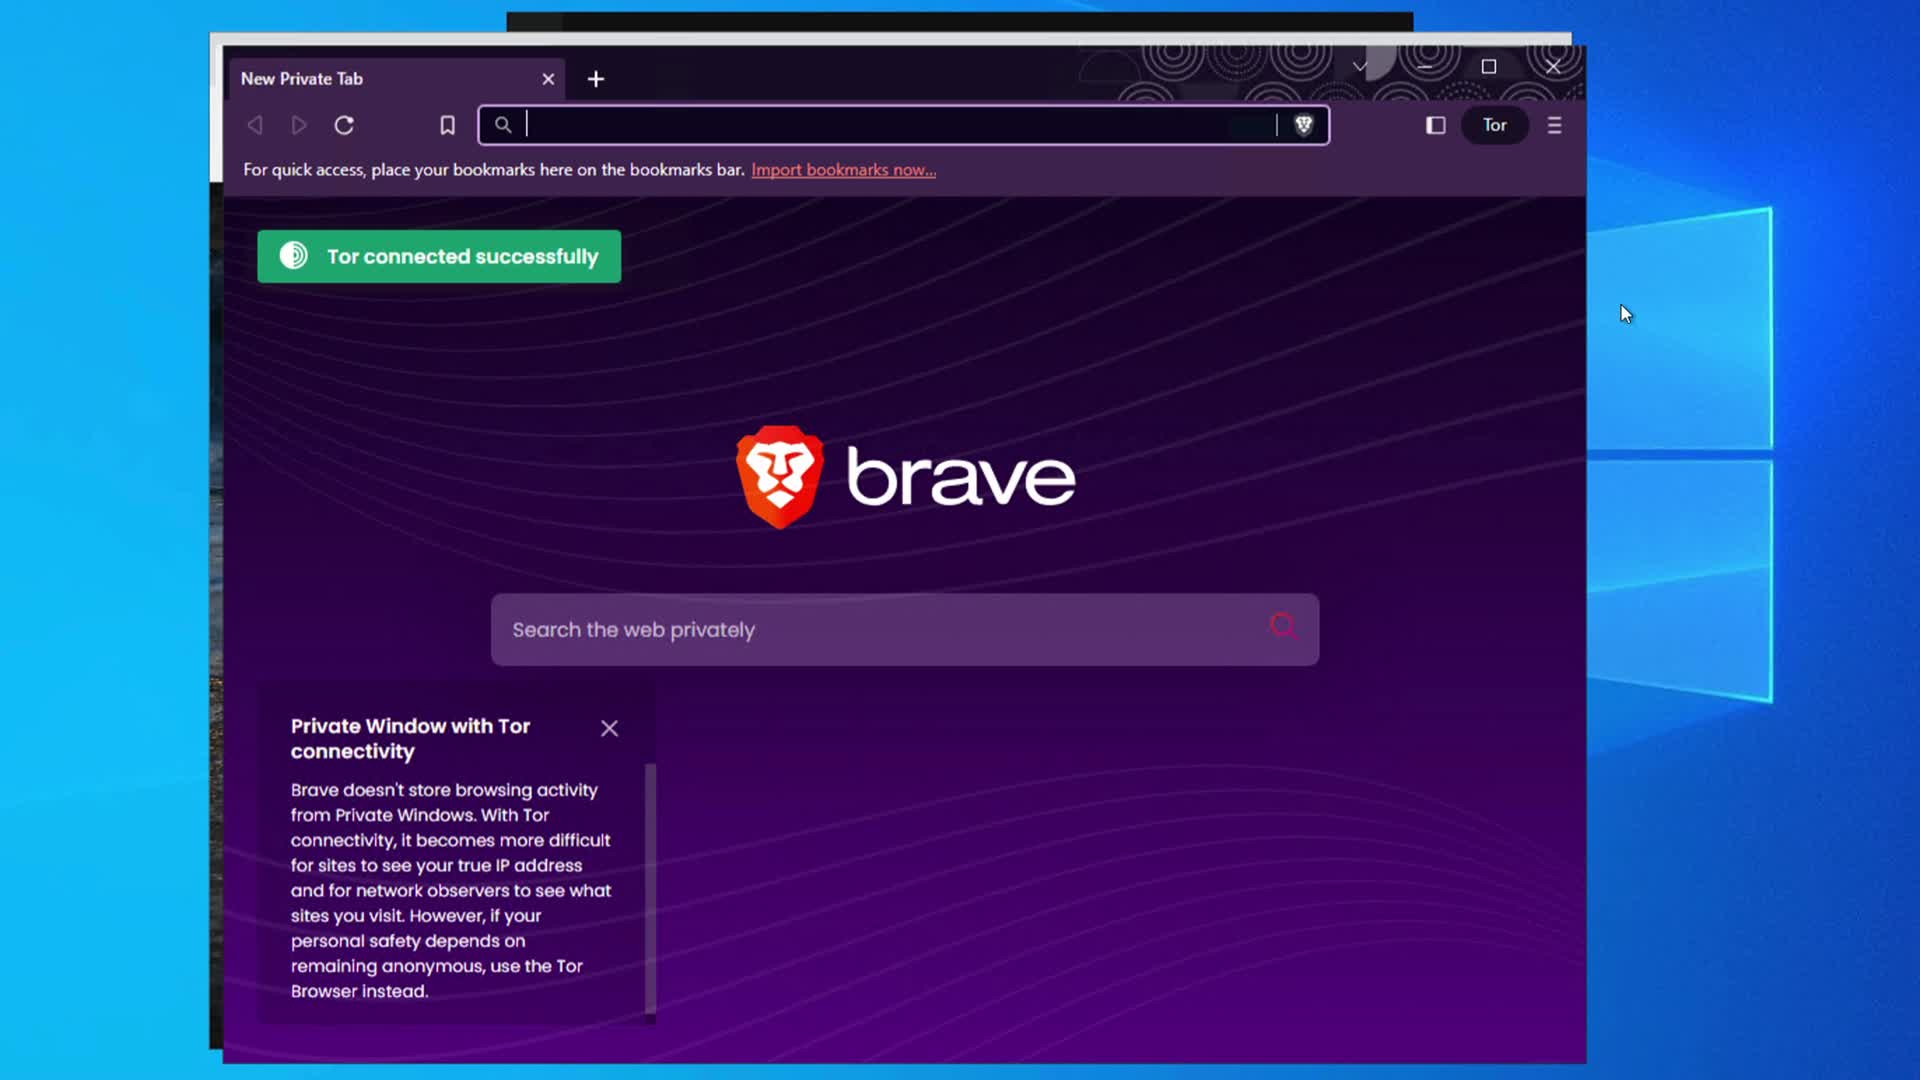 New Private Tab
Tor
For quick access, place your bookmarks here on the bookmarks bar. Import bookmarks now...
Tor connected successfully
brave
Search the web privately
Private Window with Tor
connectivity
Brave doesn't store browsing activity
from Private Windows. With Tor
connectivity, it becomes more difficult
for sites to see your true IP address
and for network observers to see what
sites you visit. However, if your
personal safety depends on
remaining anonymous, use the Tor
Browser instead.